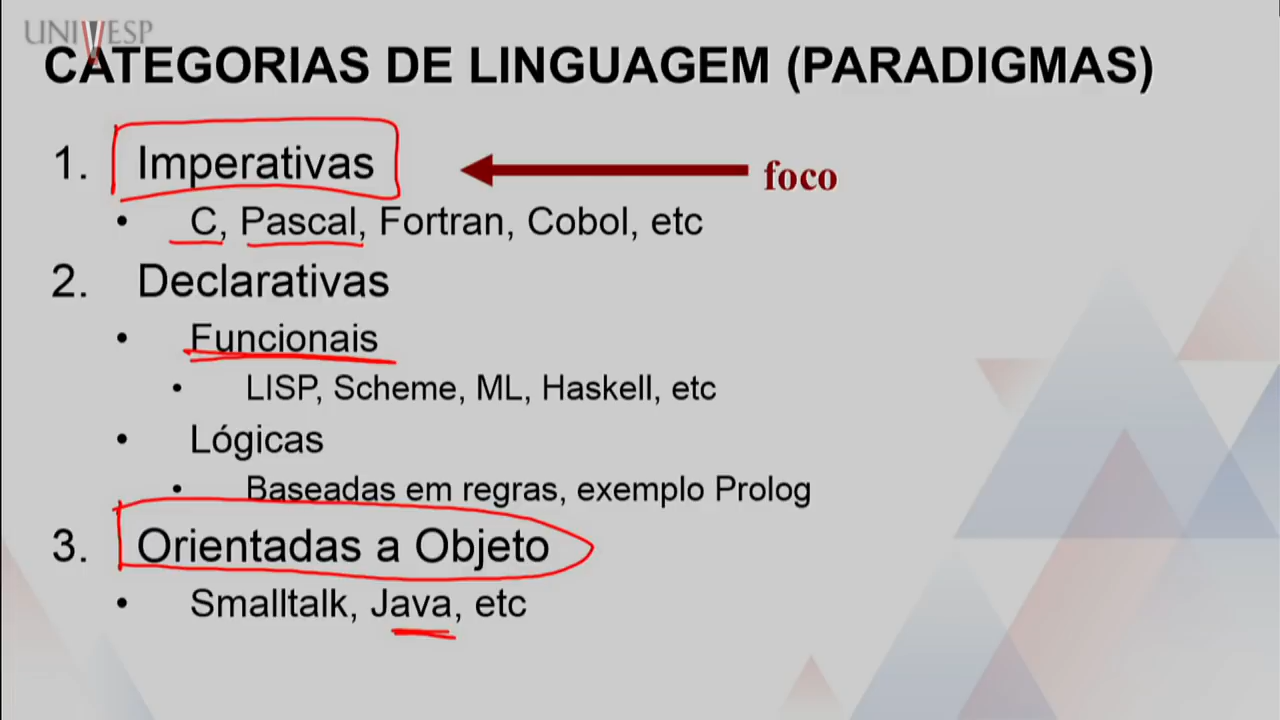 UNIVESP
CATEGORIAS DE LINGUAGEM (PARADIGMAS)
1. Imperativas
foco
• C, Pascal, Fortran, Cobol, etc
2. Declarativas
• Funcionais
• LISP, Scheme, ML, Haskell, etc
• Lógicas
• Baseadas em regras, exemplo Prolog
3. Orientadas a Objeto
• Smalltalk, Java, etc